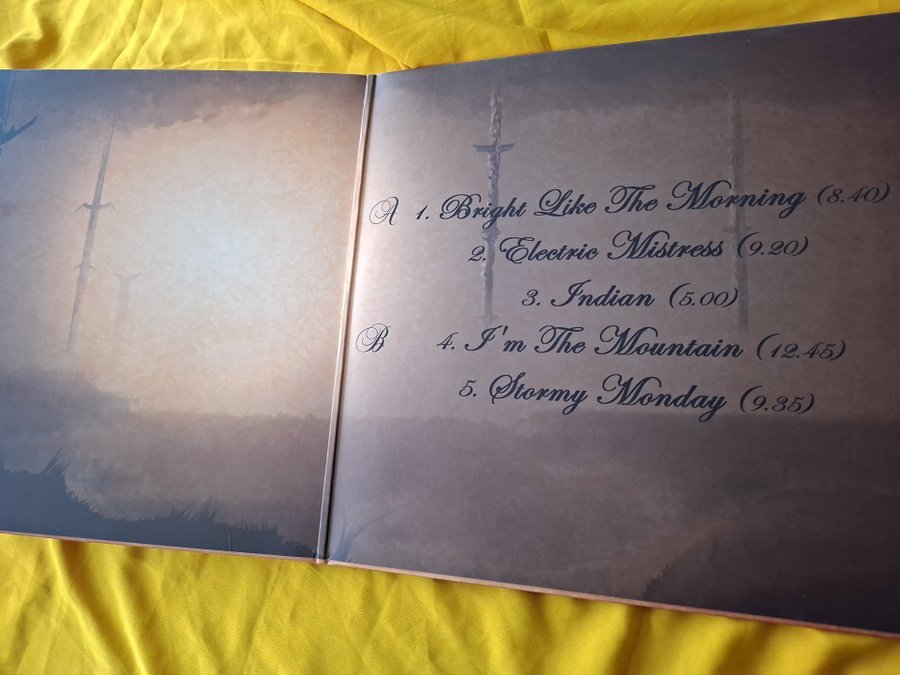 A 1. Bright Like The Morning (8.40)
2. Electric Mistress (9.20)
3. Indian (5.00)
B 4. I'm The Mountain (12.45)
5. Stormy Monday (9.35)